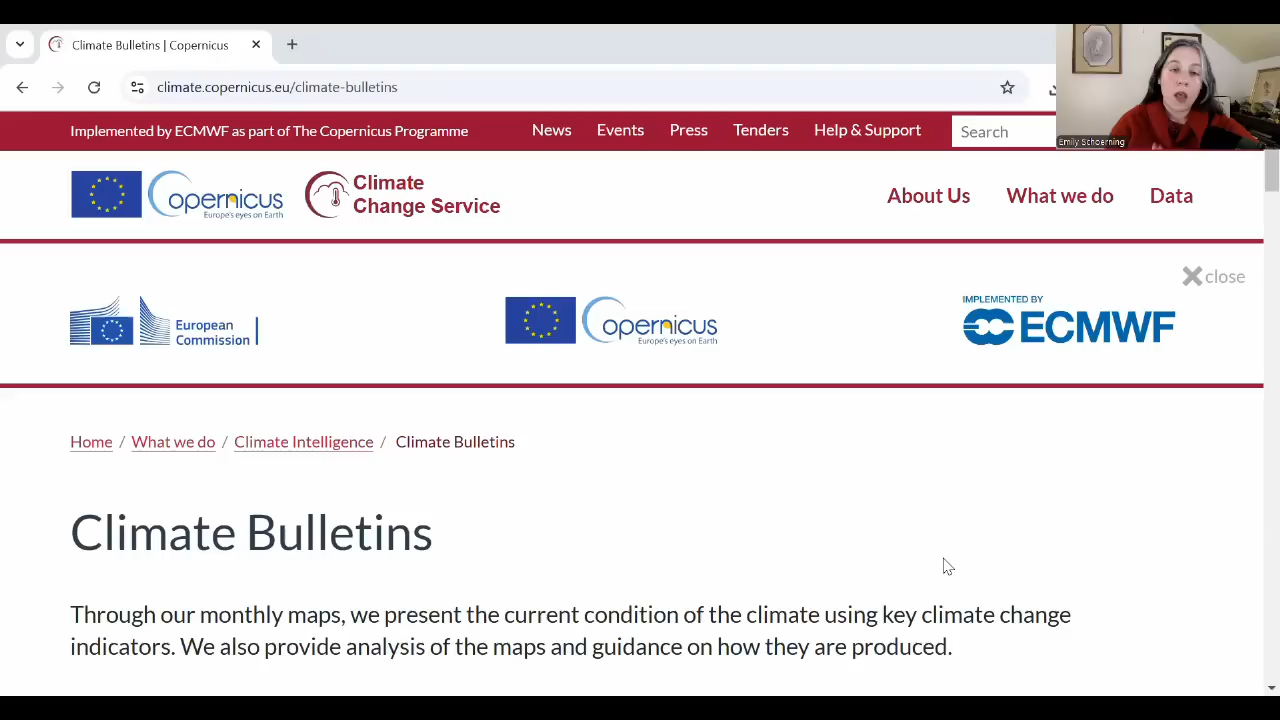 Climate Bulletins | Copernicus
climate.copernicus.eu/climate-bulletins
Implemented by ECMWF as part of The Copernicus Programme
News
Events
Press
Tenders
Help & Support
Search
Emily Schoerning
opernicus
Europe's eyes on Earth
Climate
Change Service
About Us
What we do
Data
close
European
Commission
opernicus
Europe's eyes on Earth
IMPLEMENTED BY
ECMWF
Home / What we do / Climate Intelligence / Climate Bulletins
Climate Bulletins
Through our monthly maps, we present the current condition of the climate using key climate change
indicators. We also provide analysis of the maps and guidance on how they are produced.